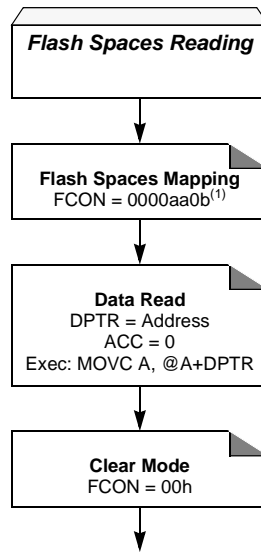 Flash Spaces Reading
Flash Spaces Mapping
FCON = 0000aa0b(1)
Data Read
DPTR = Address
ACC = 0
Exec: MOVC A, @A+DPTR
Clear Mode
FCON = 00h